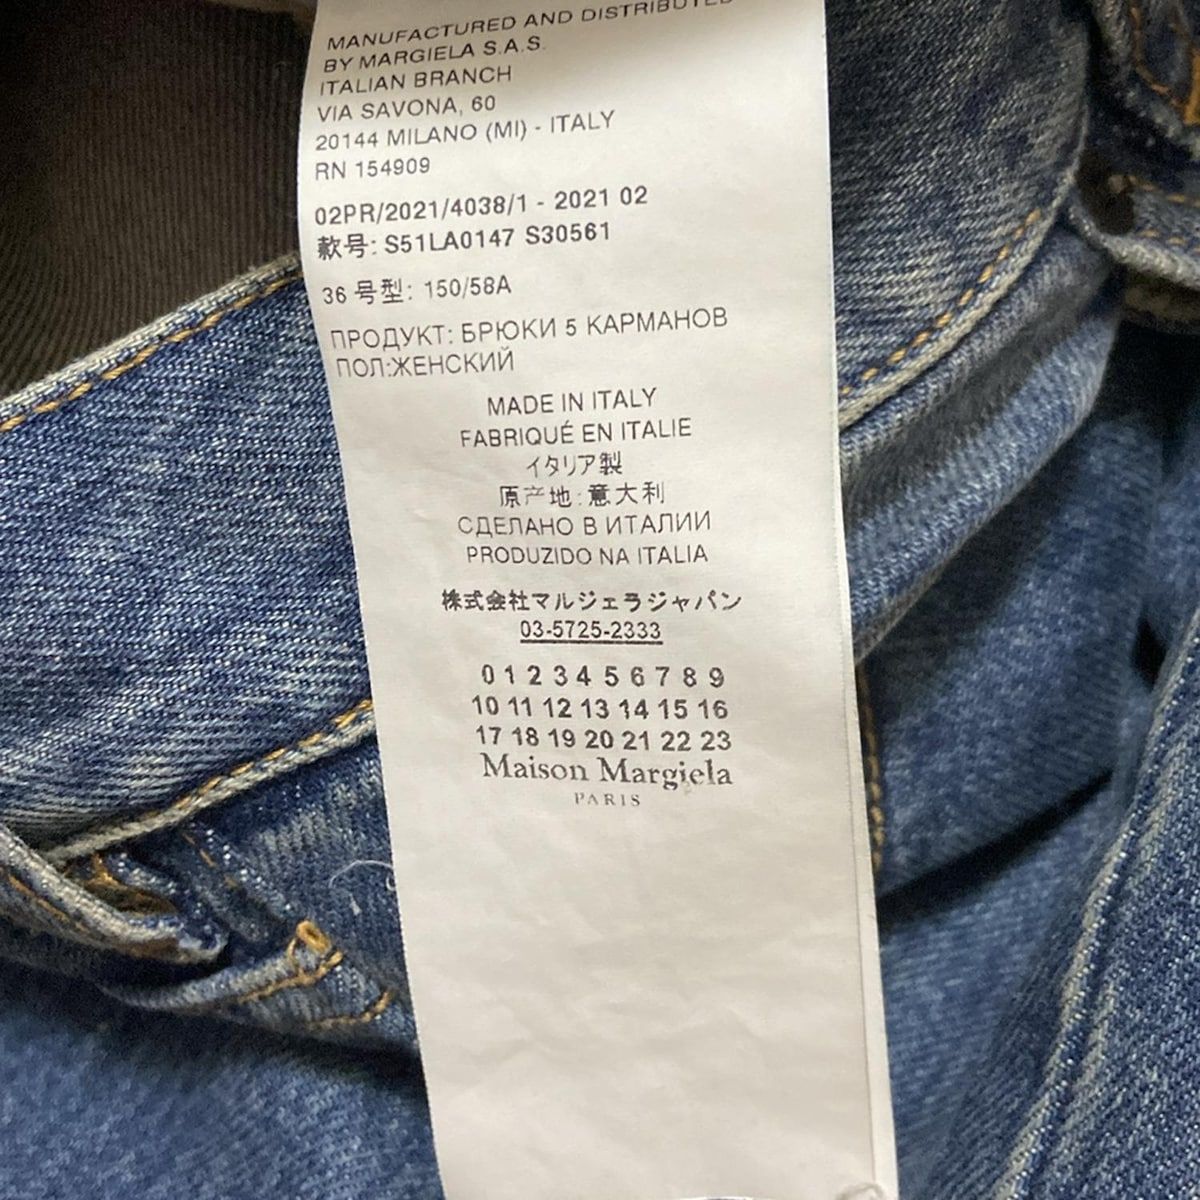 MANUFACTURED AND DISTRIBUTED
BY MARGIELA S.A.S.
ITALIAN BRANCH
VIA SAVONA, 60
20144 MILANO (MI) - ITALY
RN 154909
02PR/2021/4038/1 - 2021 02
款号: S51LA0147 S30561
36 号型: 150/58A
ПРОДУКТ: БРЮКИ 5 КАРМАНОВ
ПОЛ:ЖЕНСКИЙ
MADE IN ITALY
FABRIQUÉ EN ITALIE
イタリア製
原产地:意大利
СДЕЛАНО В ИТАЛИИ
PRODUZIDO NA ITALIA
株式会社マルジェラジャパン
03-5725-2333
0 1 2 3 4 5 6 7 8 9
10 11 12 13 14 15 16
17 18 19 20 21 22 23
Maison Margiela
PARIS